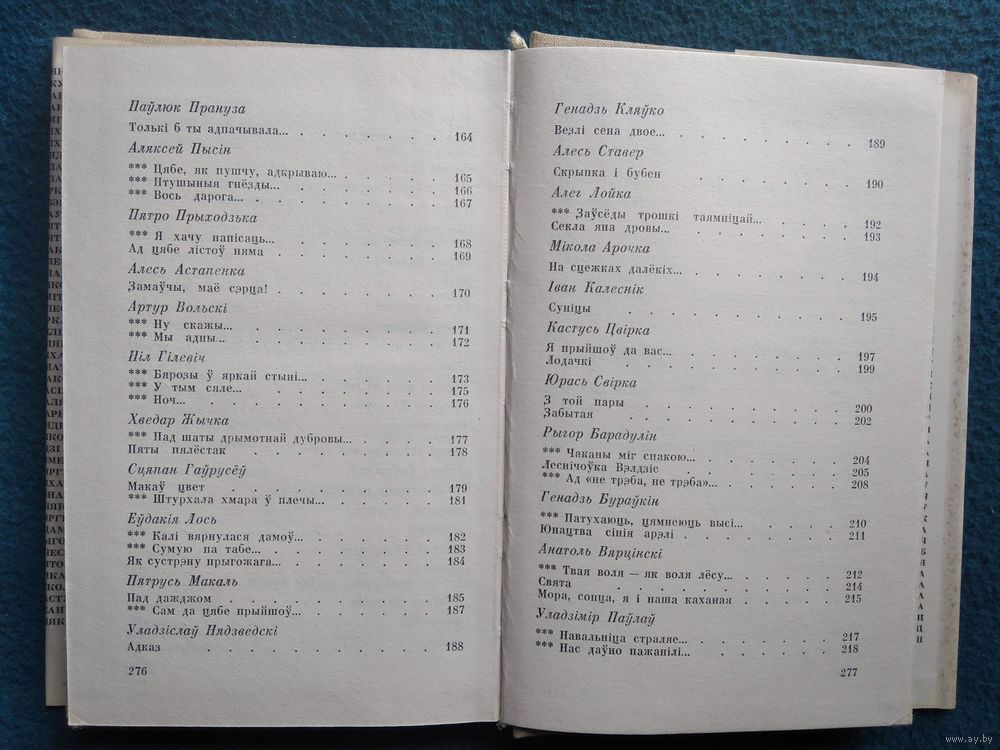 Паўлюк Прануза
Толькі б ты адпачывала... 164
Аляксей Пысін
*** Цябе, як пушчу, адкрываю... 165
*** Птушыныя гнёзды... 166
*** Вось дарога... 167
Пятро Прыходзька
*** Я хачу напісаць... 168
Ад цябе лістоў няма 169
Алесь Астапенка
Замаўчы, маё сэрца! 170
Артур Вольскі
*** Ну скажы... 171
*** Мы адны... 172
Ніл Гілевіч
*** Бярозы ў яркай стыні... 173
*** У тым сяле... 175
*** Ноч... 176
Хведар Жычка
*** Пад шаты дрымотнай дубровы... 177
Пяты пялёстак 178
Сцяпан Гаўрусёў
Макаў цвет 179
*** Штурхала хмара ў плечы... 181
Еўдакія Лось
*** Калі вярнулася дамоў... 182
*** Сумую па табе... 183
Як сустрэну прыгожага... 184
Пятрусь Макаль
Пад дажджом 185
*** Сам да цябе прыйшоў... 187
Уладзіслаў Нядзведскі
Адказ 188
276
Генадзь Кляўко
Везлі сена двое... 189
Алесь Ставер
Скрыпка і бубен 190
Алег Лойка
*** Заўсёды трошкі таямніцай... 192
Секла яна дровы... 193
Мікола Арочка
На сцежках далёкіх... 194
Іван Калеснік
Суніцы 195
Кастусь Цвірка
Я прыйшоў да вас... 197
Лодачкі 199
Юрась Свірка
З той пары 200
Забытая 202
Рыгор Барадулін
*** Чаканы міг спакою... 204
Леснічоўка Вэлдзіс 205
*** Ад «не трэба, не трэба»... 208
Генадзь Бураўкін
*** Патухаюць, цямнеюць высі... 210
Юнацтва сінія арэлі 211
Анатоль Вярцінскі
*** Твая воля — як воля лёсу... 212
Свята 214
Мора, сонца, я і наша каханая 215
Уладзімір Паўлаў
*** Навальніца страляе... 217
*** Нас даўно пажанілі... 218
277
www.ay.by